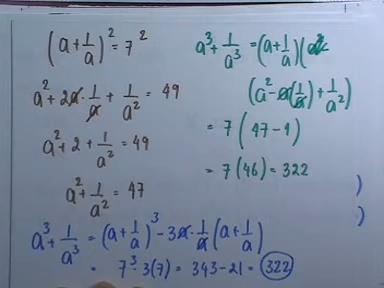 (a + 1/a)² = 7²
a² + 2a · 1/a + 1/a² = 49
a² + 2 + 1/a² = 49
a² + 1/a² = 47
a³ + 1/a³ = (a + 1/a)(
(a² - a(1/a) + 1/a²)
= 7(47 - 1)
= 7(46) = 322
a³ + 1/a³ = (a + 1/a)³ - 3a · 1/a (a + 1/a)
= 7³ - 3(7) = 343 - 21 = 322
)
)